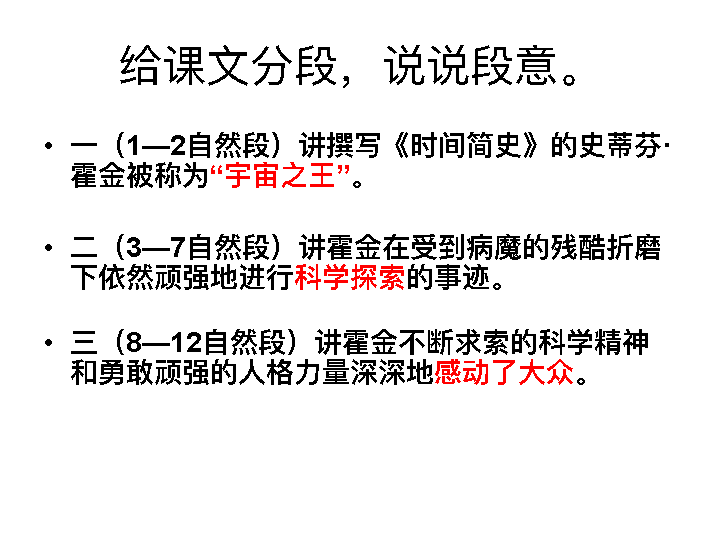 给课文分段，说说段意。
• 一（1—2自然段）讲撰写《时间简史》的史蒂芬·
霍金被称为“宇宙之王”。
• 二（3—7自然段）讲霍金在受到病魔的残酷折磨
下依然顽强地进行科学探索的事迹。
• 三（8—12自然段）讲霍金不断求索的科学精神
和勇敢顽强的人格力量深深地感动了大众。